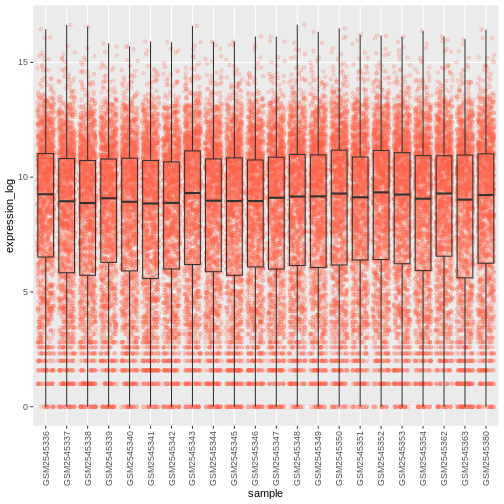 expression_log
15
10
5
0
GSM2545336
GSM2545337
GSM2545338
GSM2545339
GSM2545340
GSM2545341
GSM2545342
GSM2545343
GSM2545344
GSM2545345
GSM2545346
GSM2545347
GSM2545348
GSM2545349
GSM2545350
GSM2545351
GSM2545352
GSM2545353
GSM2545354
GSM2545362
GSM2545363
GSM2545380
sample